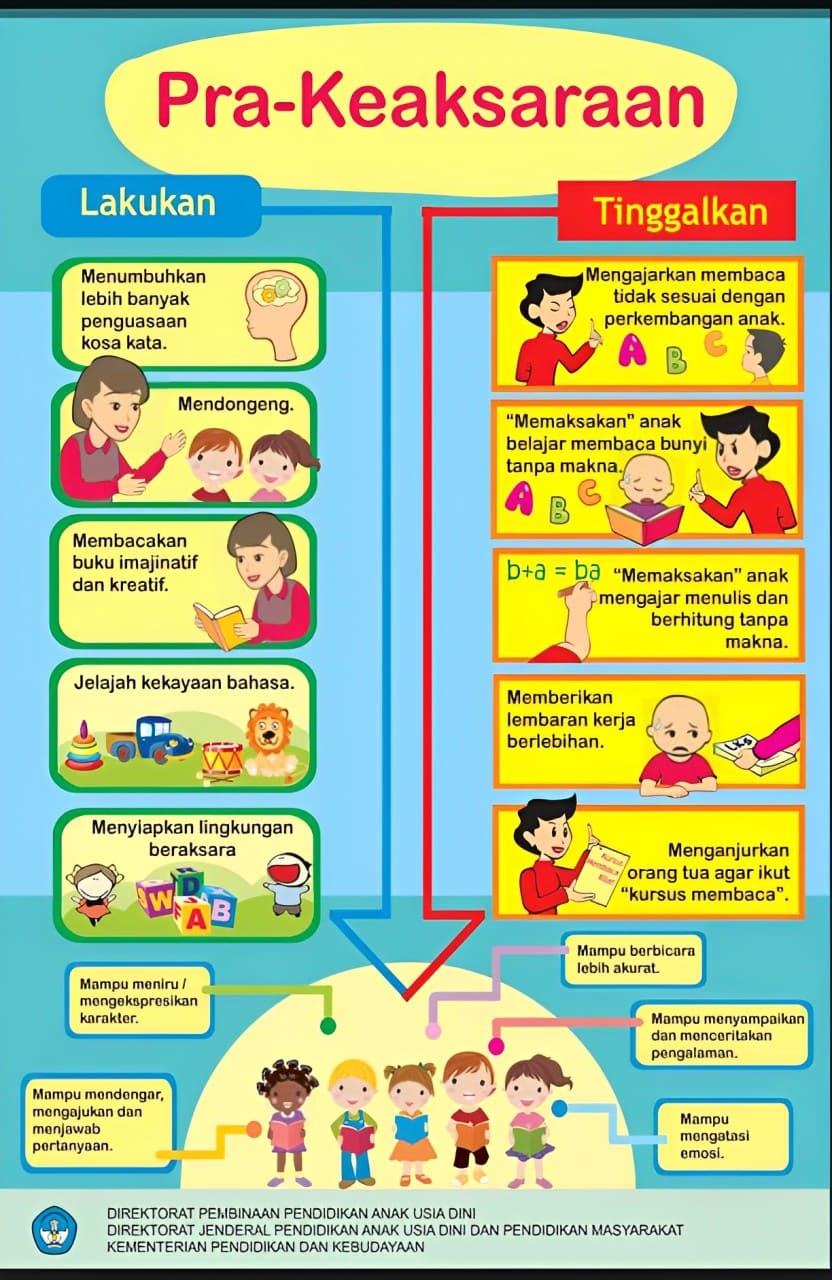 Pra-Keaksaraan
Lakukan
Menumbuhkan
lebih banyak
penguasaan
kosa kata.
Mendongeng.
Membacakan
buku imajinatif
dan kreatif.
Jelajah kekayaan bahasa.
Menyiapkan lingkungan
beraksara
W D
F A B
Tinggalkan
Mengajarkan membaca
tidak sesuai dengan
perkembangan anak.
A B C
“Memaksakan” anak
belajar membaca bunyi
tanpa makna.
A B C
b+a = ba
“Memaksakan” anak
mengajar menulis dan
berhitung tanpa
makna.
Memberikan
lembaran kerja
berlebihan.
LKS
Menganjurkan
orang tua agar ikut
“kursus membaca”.
Kursus
Membaca
Mampu berbicara
lebih akurat.
Mampu meniru /
mengekspresikan
karakter.
Mampu menyampaikan
dan menceritakan
pengalaman.
Mampu mendengar,
mengajukan dan
menjawab
pertanyaan.
Mampu
mengatasi
emosi.
DIREKTORAT PEMBINAAN PENDIDIKAN ANAK USIA DINI
DIREKTORAT JENDERAL PENDIDIKAN ANAK USIA DINI DAN PENDIDIKAN MASYARAKAT
KEMENTERIAN PENDIDIKAN DAN KEBUDAYAAN